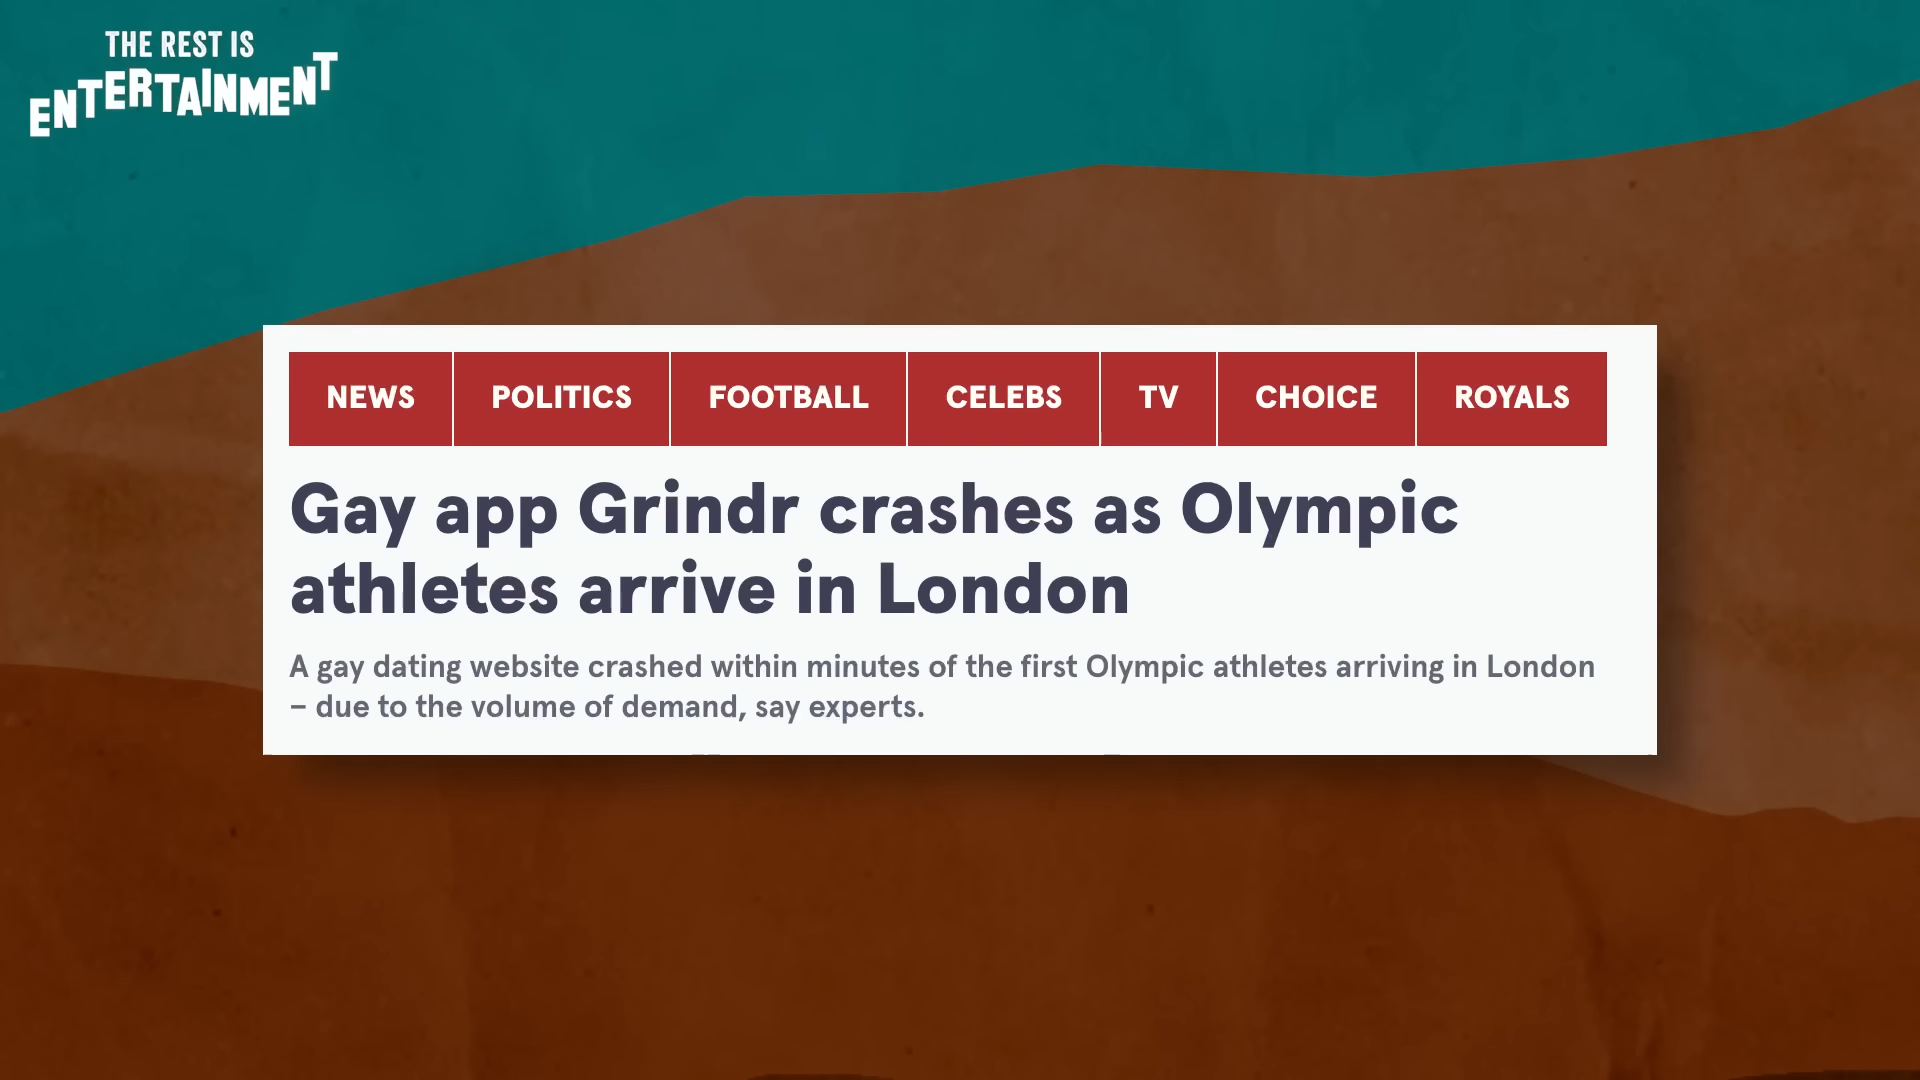 THE REST IS
ENTERTAINMENT
NEWS POLITICS FOOTBALL CELEBS TV CHOICE ROYALS
Gay app Grindr crashes as Olympic
athletes arrive in London
A gay dating website crashed within minutes of the first Olympic athletes arriving in London
– due to the volume of demand, say experts.